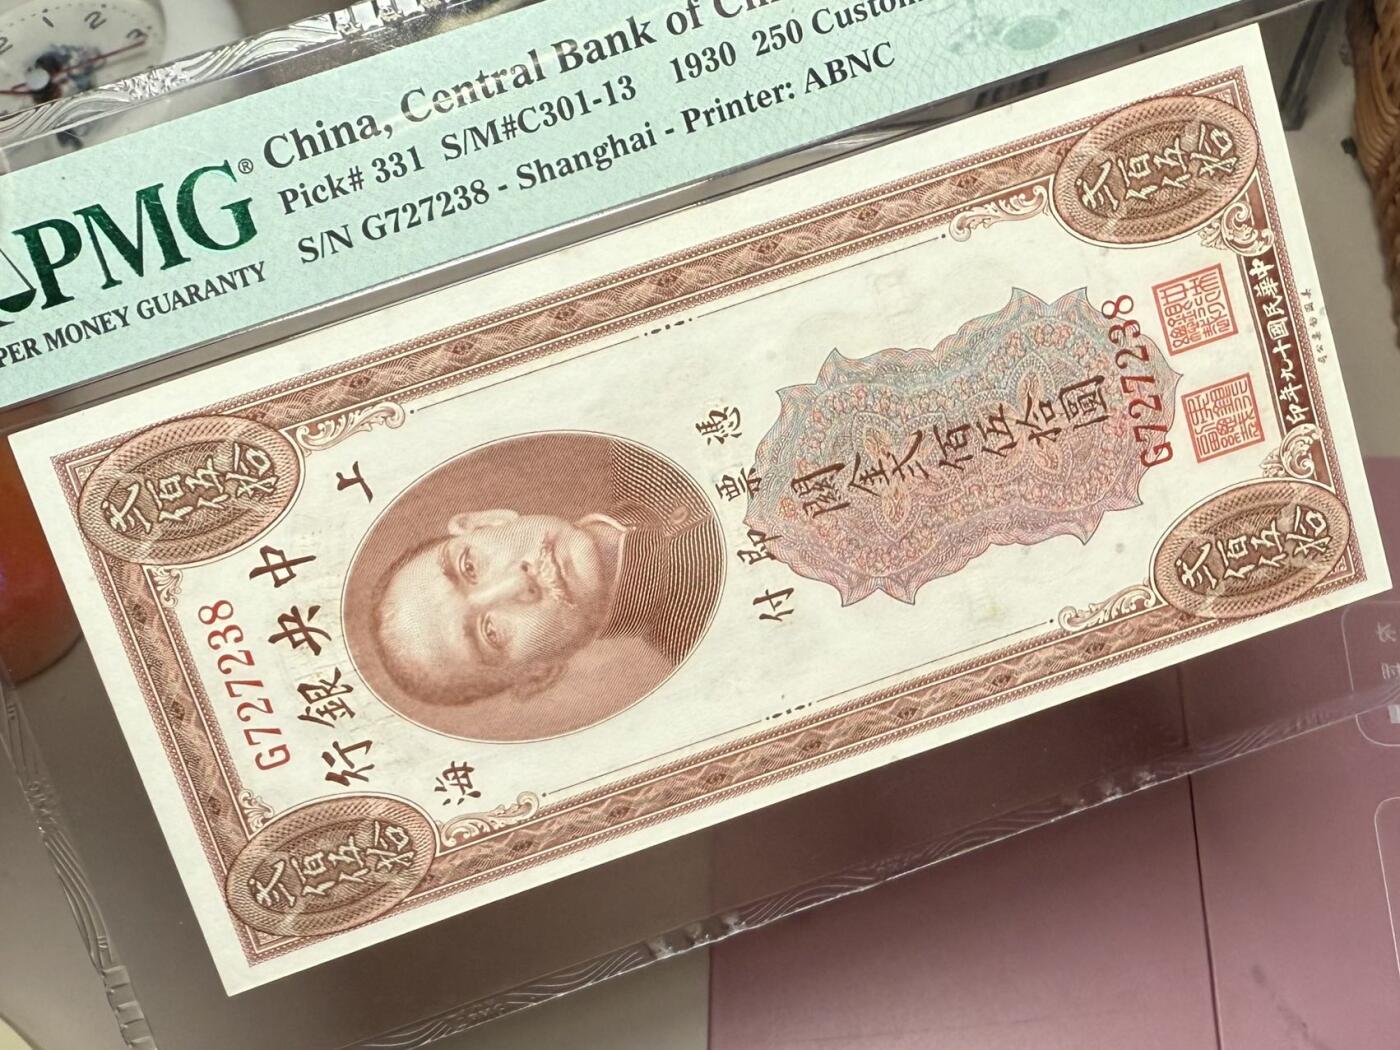 China, Central Bank of Chi
Pick# 331 S/M#C301-13 1930 250 Custom
S/N G727238 - Shanghai - Printer: ABNC
PMG®
PER MONEY GUARANTY
貳佰伍拾
貳佰伍拾
G727238
中央銀行
上
海
憑票即付
關金貳佰伍拾圓
G727238
貳佰伍拾
貳佰伍拾
中華民國十九年印